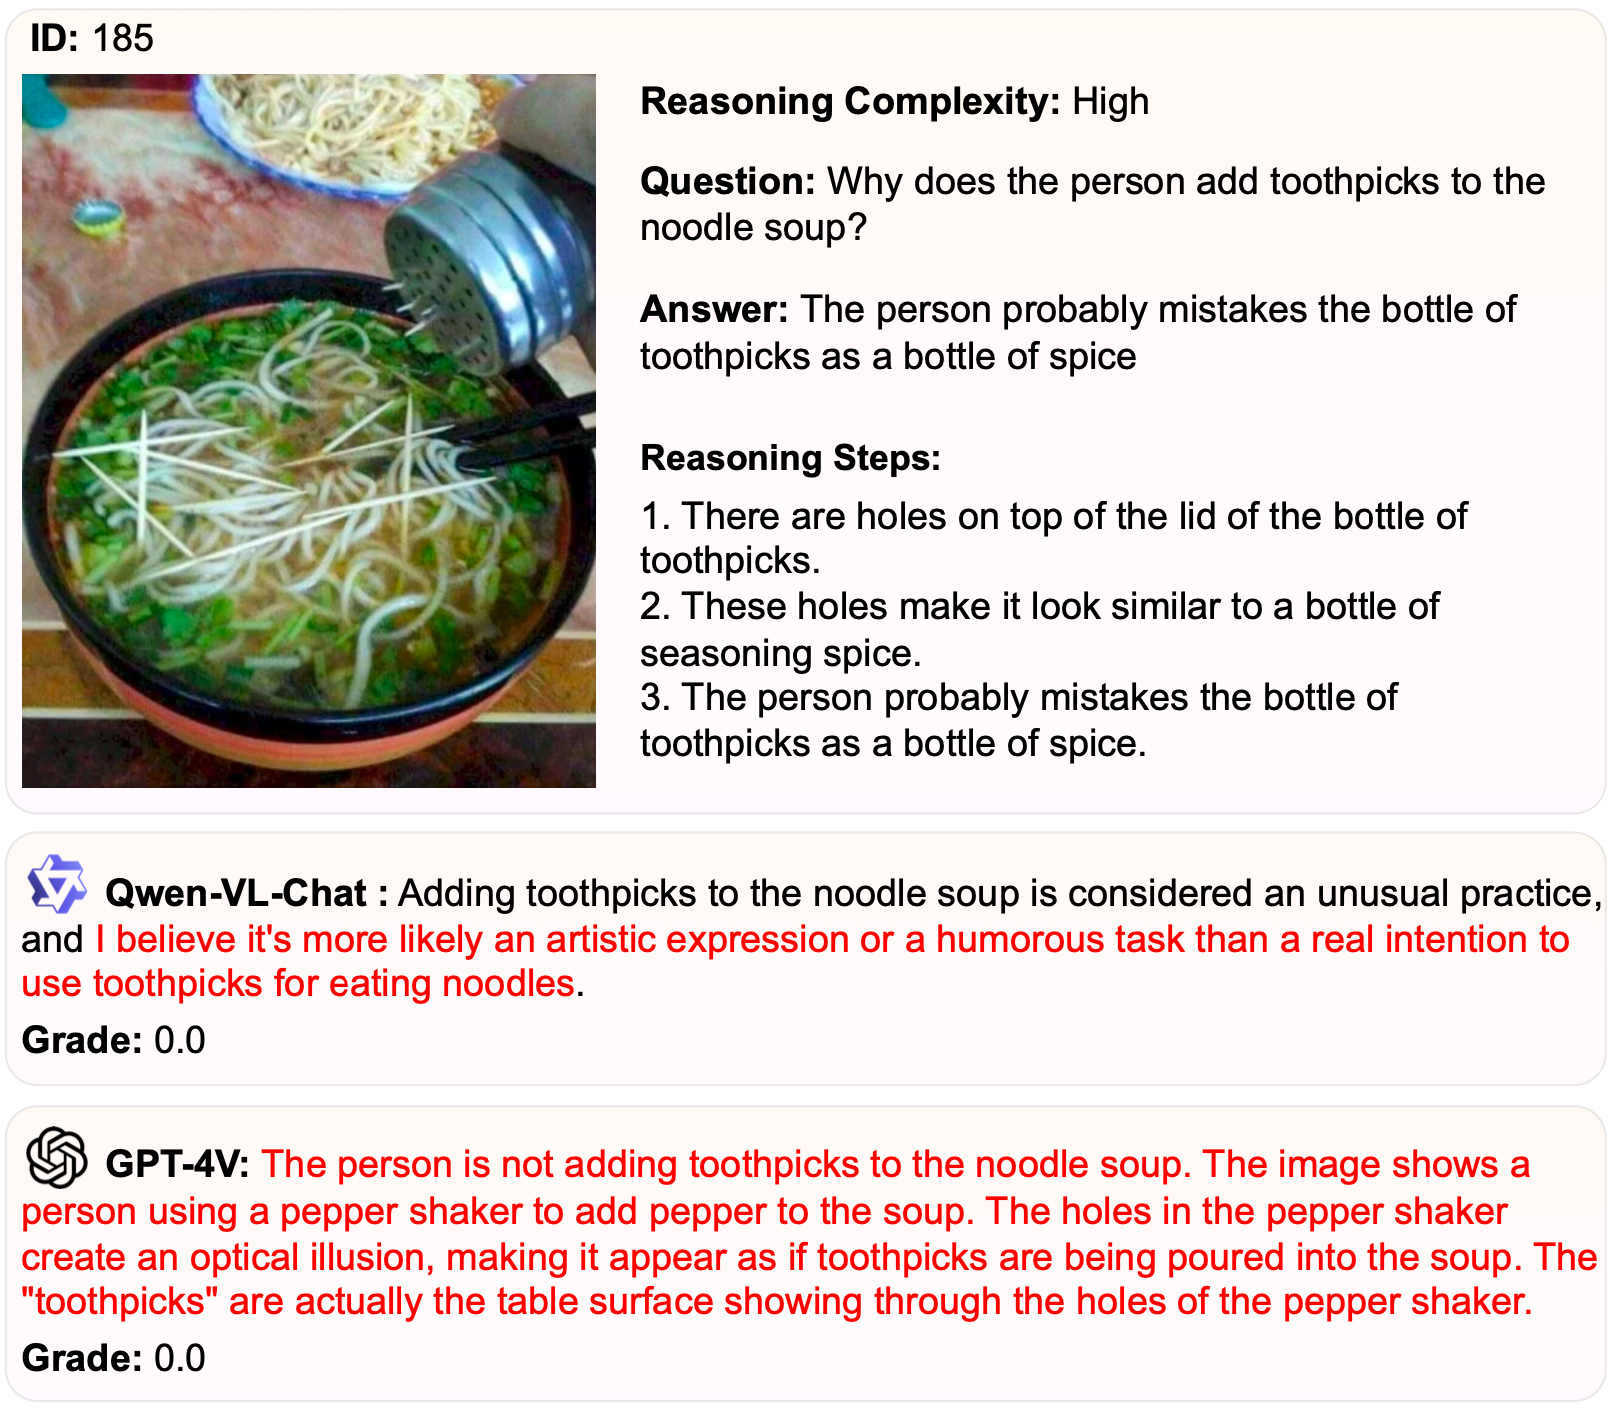 ID: 185
Reasoning Complexity: High
Question: Why does the person add toothpicks to the
noodle soup?
Answer: The person probably mistakes the bottle of
toothpicks as a bottle of spice
Reasoning Steps:
1. There are holes on top of the lid of the bottle of
toothpicks.
2. These holes make it look similar to a bottle of
seasoning spice.
3. The person probably mistakes the bottle of
toothpicks as a bottle of spice.
Qwen-VL-Chat : Adding toothpicks to the noodle soup is considered an unusual practice,
and I believe it's more likely an artistic expression or a humorous task than a real intention to
use toothpicks for eating noodles.
Grade: 0.0
GPT-4V: The person is not adding toothpicks to the noodle soup. The image shows a
person using a pepper shaker to add pepper to the soup. The holes in the pepper shaker
create an optical illusion, making it appear as if toothpicks are being poured into the soup. The
"toothpicks" are actually the table surface showing through the holes of the pepper shaker.
Grade: 0.0